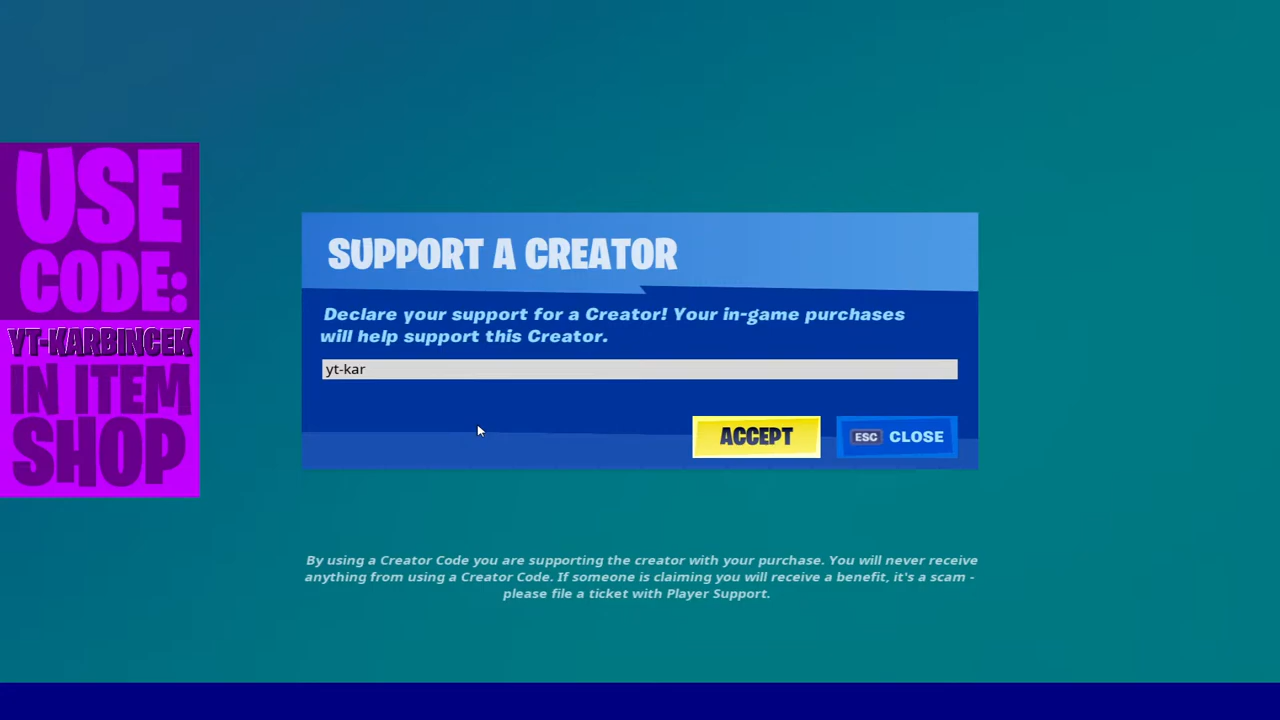 USE
CODE:
YT-KARBINCEK
IN ITEM
SHOP
SUPPORT A CREATOR
Declare your support for a Creator! Your in-game purchases
will help support this Creator.
yt-kar
ACCEPT
ESC CLOSE
By using a Creator Code you are supporting the creator with your purchase. You will never receive
anything from using a Creator Code. If someone is claiming you will receive a benefit, it's a scam -
please file a ticket with Player Support.